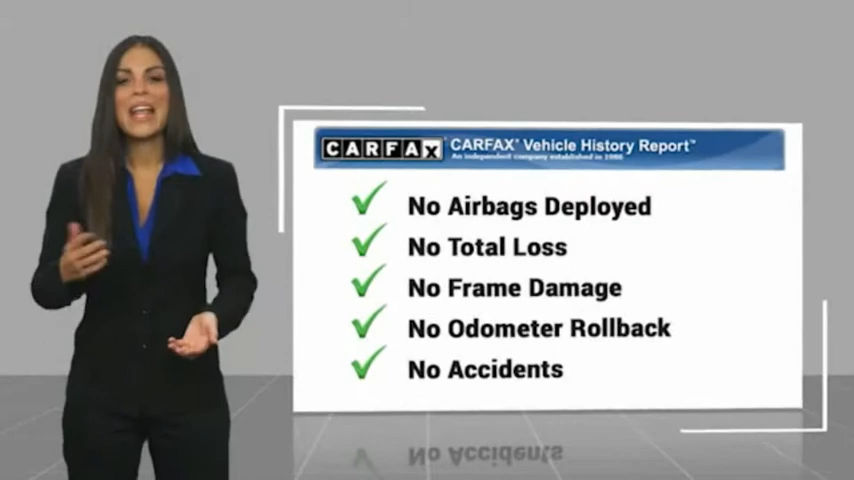 CARFAX CARFAX® Vehicle History Report™
An independent company established in 1986
No Airbags Deployed
No Total Loss
No Frame Damage
No Odometer Rollback
No Accidents
No Accidents